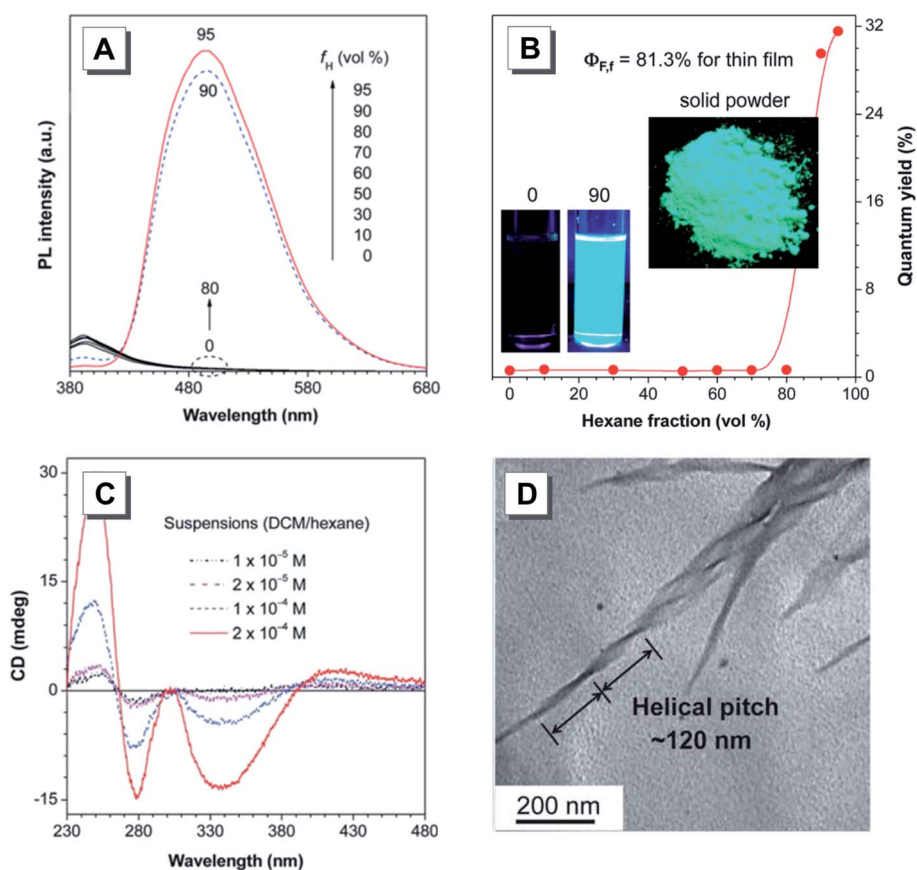 A
95
90
f_H (vol %)
95
95
90
80
70
60
50
30
10
0
80
0
PL intensity (a.u.)
380 480 580 680
Wavelength (nm)
B
Φ_F,f = 81.3% for thin film
solid powder
0 90
32
24
16
8
0
Quantum yield (%)
0 20 40 60 80 100
Hexane fraction (vol %)
C
Suspensions (DCM/hexane)
1 x 10⁻⁵ M
2 x 10⁻⁵ M
1 x 10⁻⁴ M
2 x 10⁻⁴ M
30
15
0
-15
CD (mdeg)
230 280 330 380 430 480
Wavelength (nm)
D
Helical pitch
~120 nm
200 nm